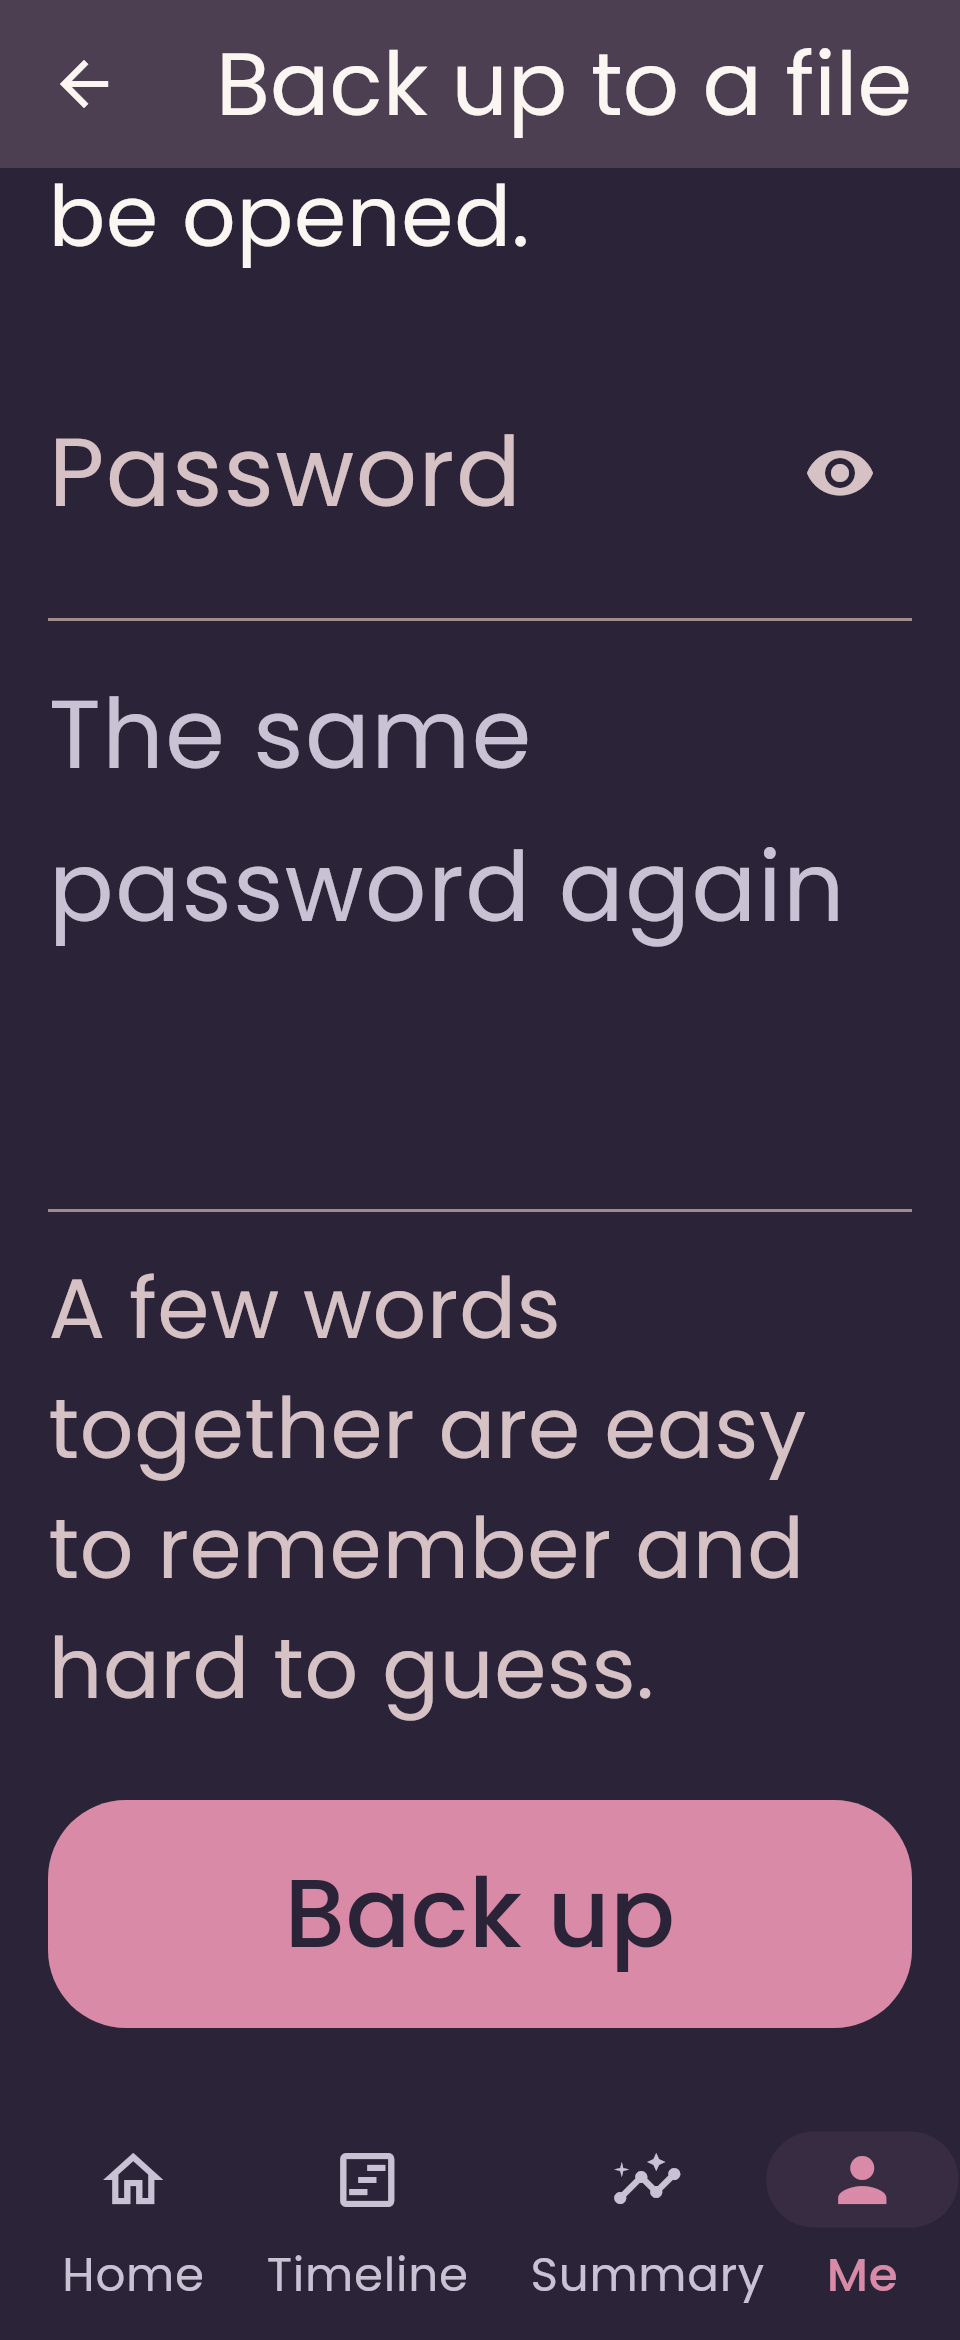 Back up to a file
be opened.
Password
The same
password again
A few words
together are easy
to remember and
hard to guess.
Back up
Home
Timeline
Summary
Me